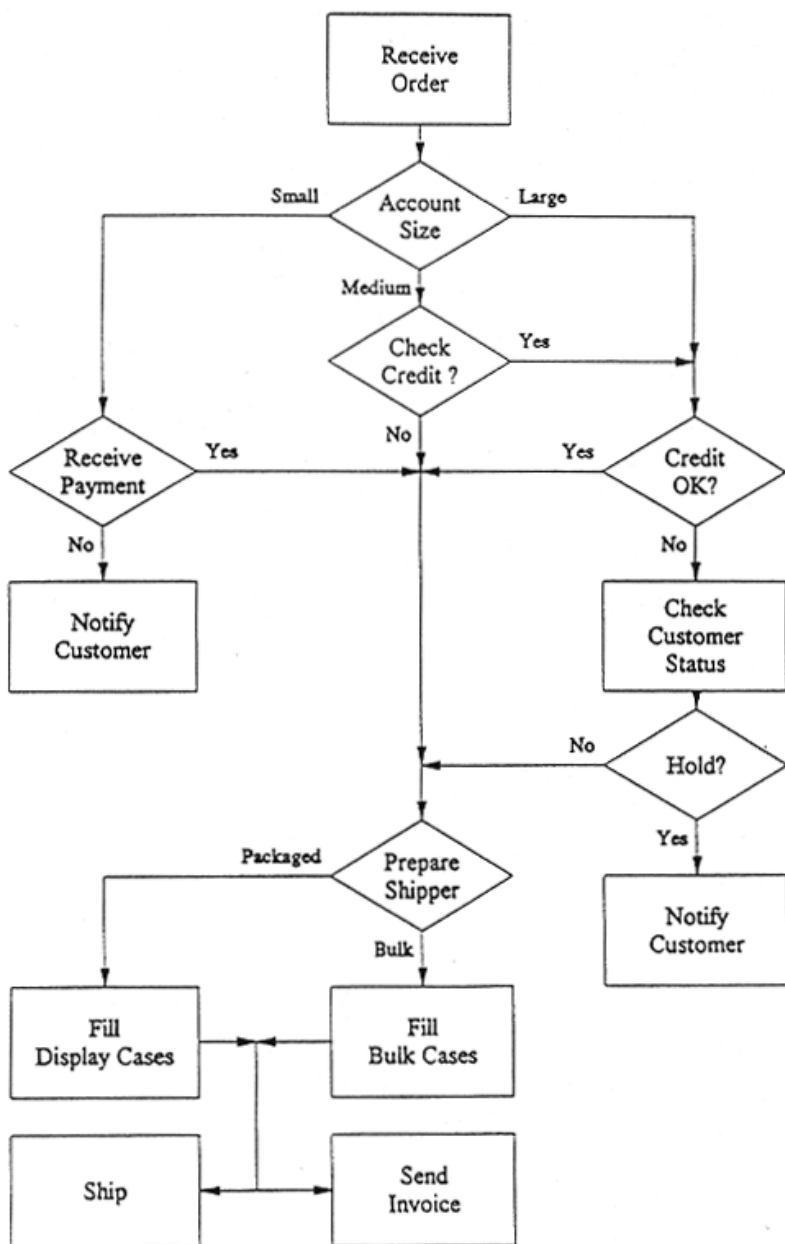 Receive
Order
Small
Account
Size
Large
Medium
Check
Credit ?
Yes
No
Receive
Payment
Yes
Yes
Credit
OK?
No
No
Notify
Customer
Check
Customer
Status
No
Hold?
Yes
Packaged
Prepare
Shipper
Bulk
Notify
Customer
Fill
Display Cases
Fill
Bulk Cases
Ship
Send
Invoice